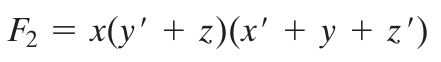 F₂ = x(y′ + z)(x′ + y + z′)